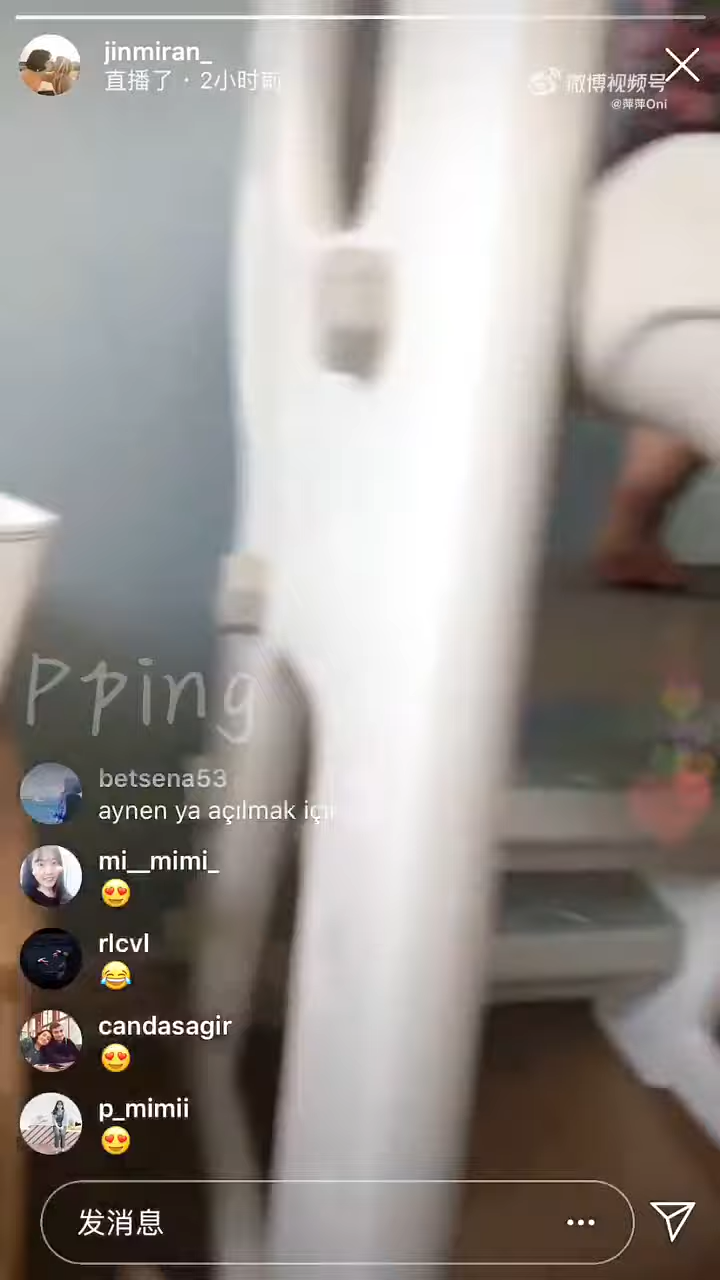 jinmiran_
直播了 · 2小时前
微博视频号
@萍萍Oni
Pping
betsena53
aynen ya açılmak için
mi__mimi_
😍
rlcvl
😂
candasagir
😍
p_mimii
😍
发消息